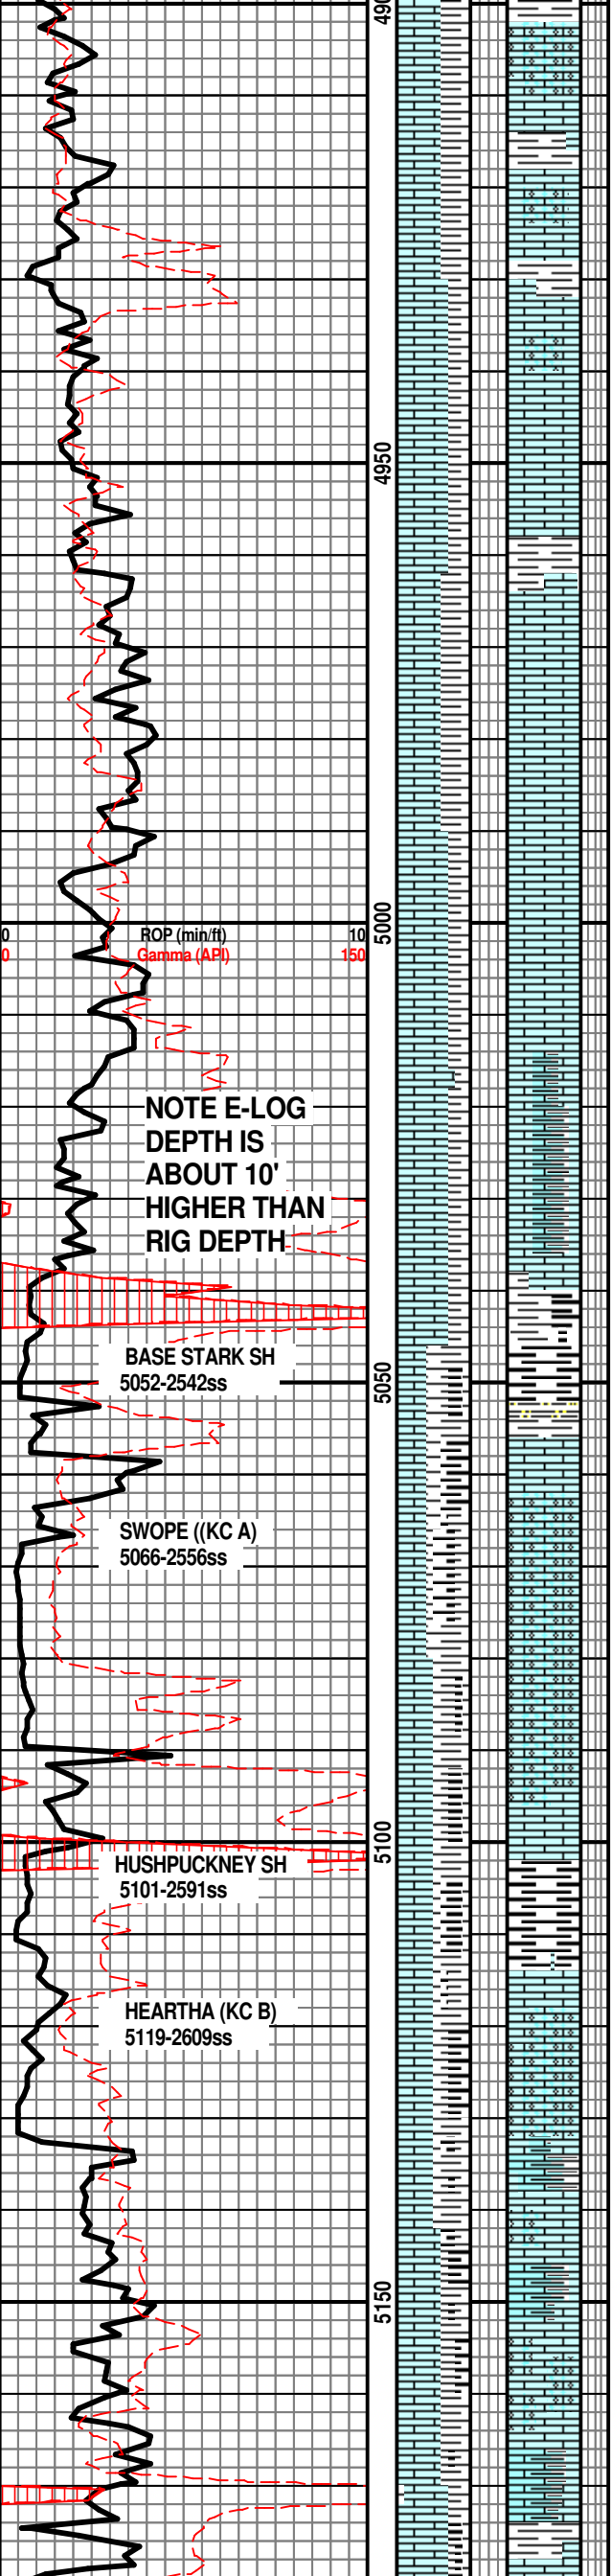 490
4950
0 ROP (min/ft) 10
0 Gamma (API) 150
5000
NOTE E-LOG
DEPTH IS
ABOUT 10'
HIGHER THAN
RIG DEPTH
BASE STARK SH
5052-2542ss
5050
SWOPE ((KC A)
5066-2556ss
5100
HUSHPUCKNEY SH
5101-2591ss
HEARTHA (KC B)
5119-2609ss
5150